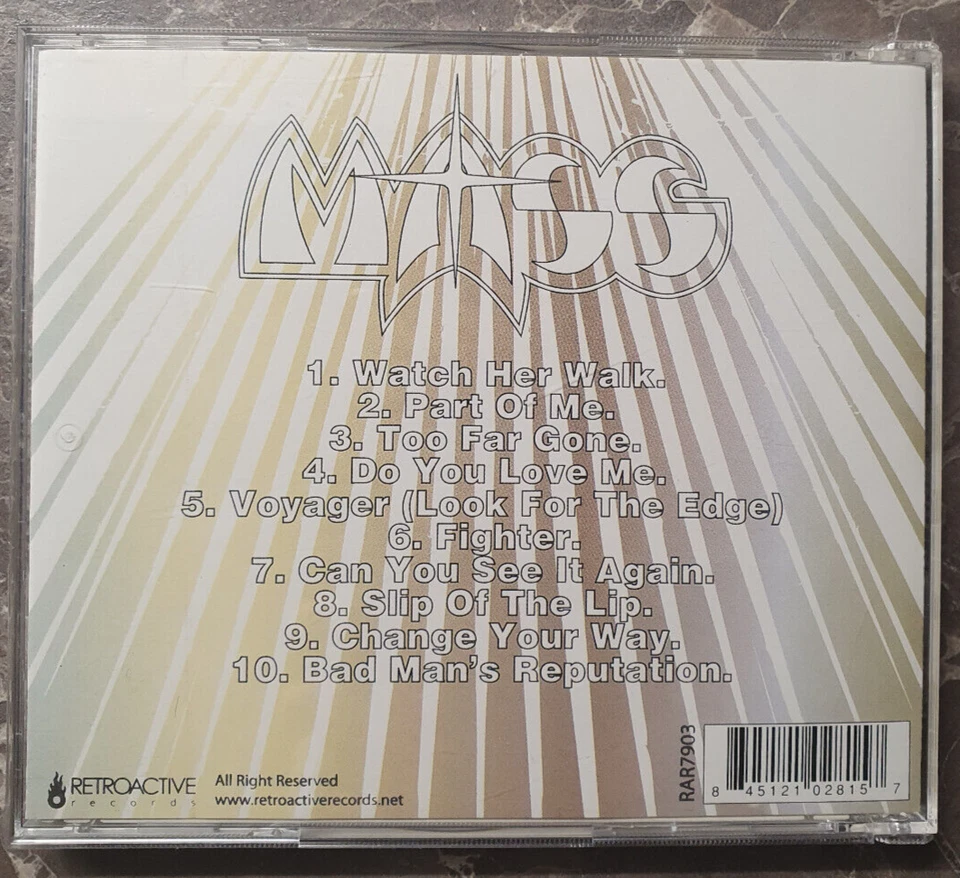 MASS
1. Watch Her Walk.
2. Part Of Me.
3. Too Far Gone.
4. Do You Love Me.
5. Voyager (Look For The Edge)
6. Fighter.
7. Can You See It Again.
8. Slip Of The Lip.
9. Change Your Way.
10. Bad Man's Reputation.
RETROACTIVE
records
All Right Reserved
www.retroactiverecords.net
RAR7903
8 45121 02815 7